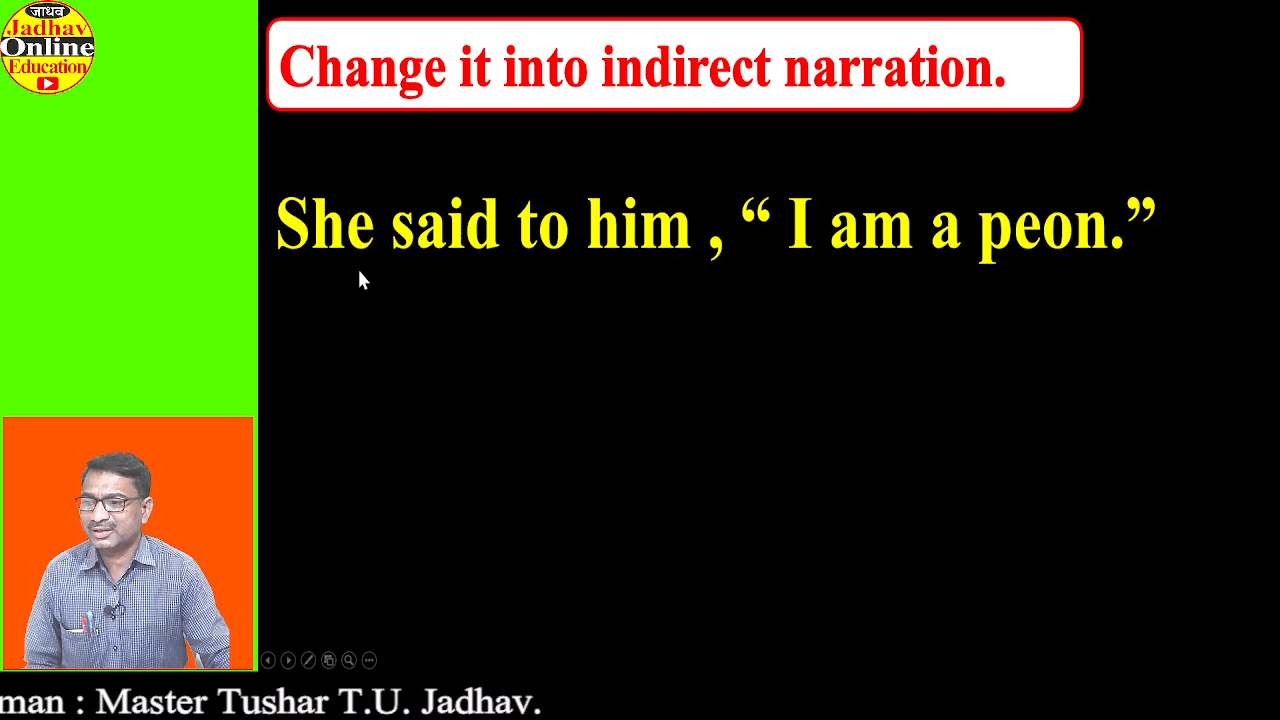 जाधव
Jadhav
Online
Education
Change it into indirect narration.
She said to him , “ I am a peon.”
man : Master Tushar T.U. Jadhav.